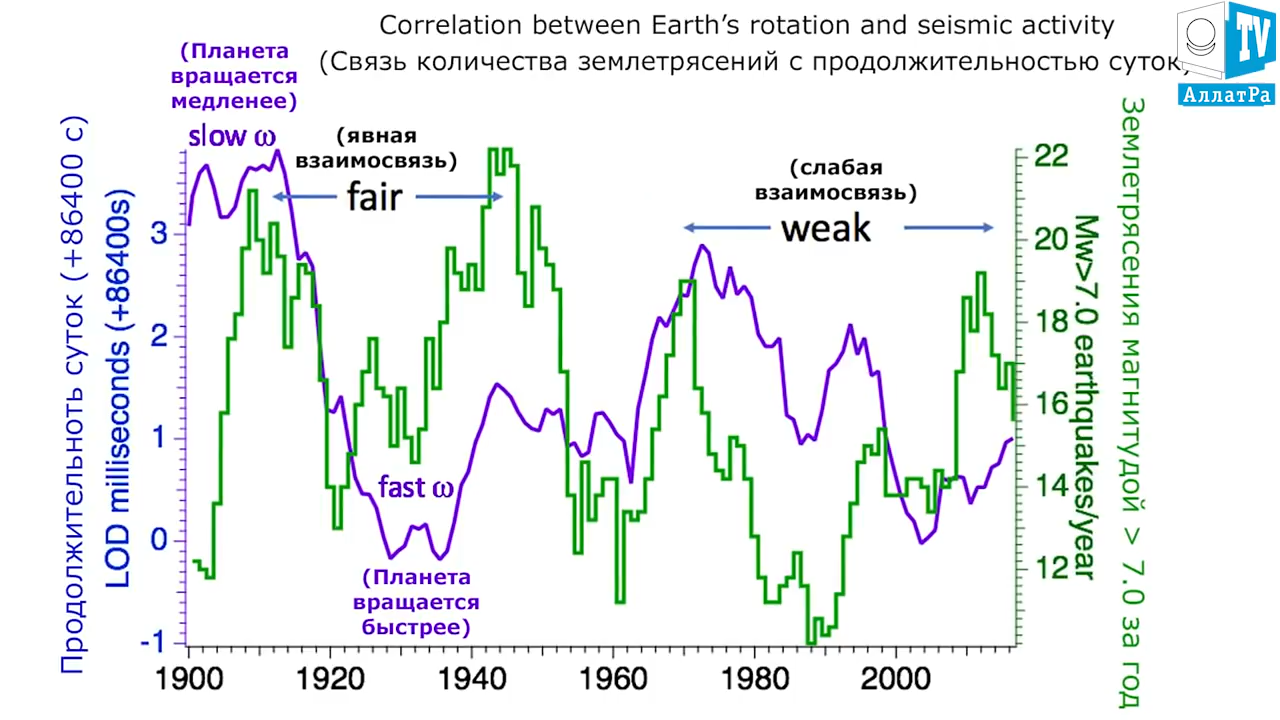 Correlation between Earth's rotation and seismic activity
(Связь количества землетрясений с продолжительностью суток)
TV
АллатРа
(Планета
вращается
медленее)
slow ω
(явная
взаимосвязь)
fair
(слабая
взаимосвязь)
weak
fast ω
(Планета
вращается
быстрее)
Продолжительноть суток (+86400 с)
LOD milliseconds (+86400s)
3
2
1
0
-1
22
20
18
16
14
12
Mw>7.0 earthquakes/year
Землетрясения магнитудой > 7.0 за год
1900 1920 1940 1960 1980 2000